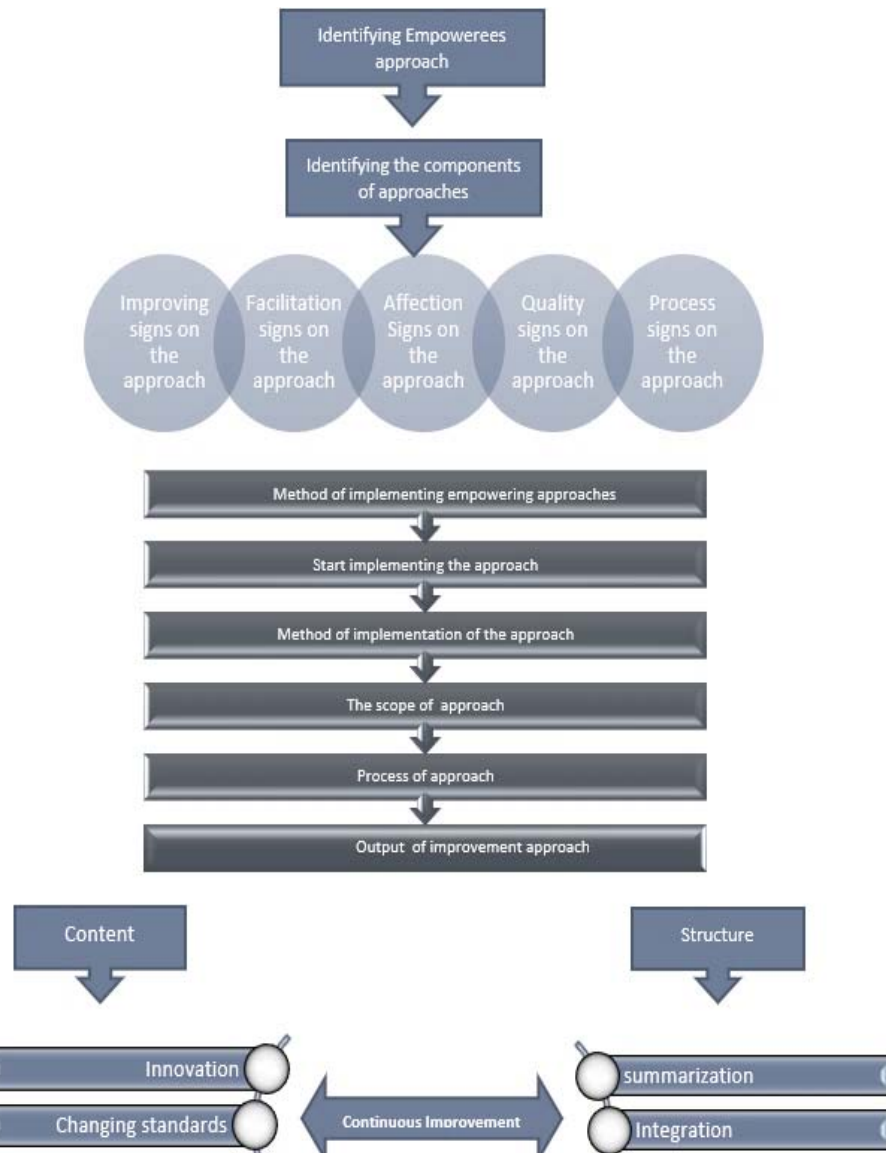 Identifying Empowerees
approach
Identifying the components
of approaches
Improving
signs on
the
approach
Facilitation
signs on
the
approach
Affection
Signs on
the
approach
Quality
signs on
the
approach
Process
signs on
the
approach
Method of implementing empowering approaches
Start implementing the approach
Method of implementation of the approach
The scope of approach
Process of approach
Output of improvement approach
Content
Structure
Innovation
Changing standards
Continuous Improvement
summarization
Integration